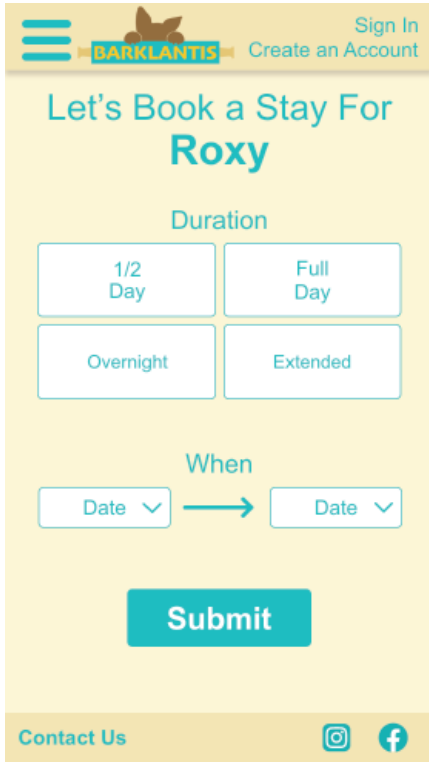 Sign In
BARKLANTIS
Create an Account
Let's Book a Stay For
Roxy
Duration
1/2
Day
Full
Day
Overnight
Extended
When
Date
Date
Submit
Contact Us